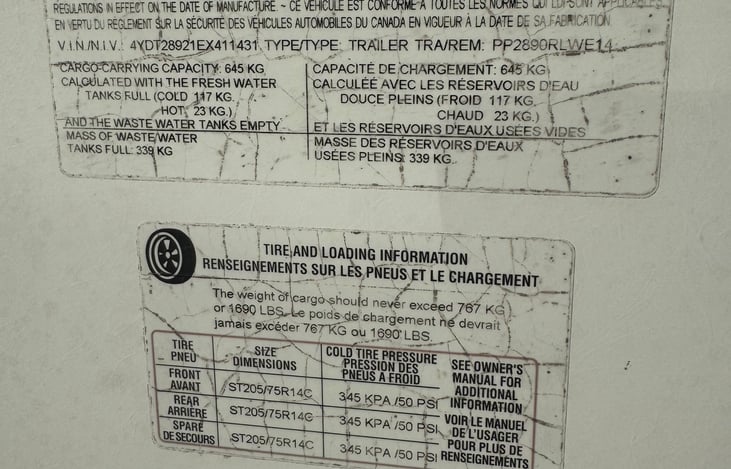 REGULATIONS IN EFFECT ON THE DATE OF MANUFACTURE ~ CE VÉHICULE EST CONFORME À TOUTES LES NORMES QUI LUI SONT APPLICABLES
EN VERTU DU RÈGLEMENT SUR LA SÉCURITÉ DES VÉHICULES AUTOMOBILES DU CANADA EN VIGUEUR À LA DATE DE SA FABRICATION
V.I.N/N.I.V.: 4YDT28921EX411431 TYPE/TYPE: TRAILER TRA/REM: PP2890RLWE14
CARGO CARRYING CAPACITY: 645 KG
CALCULATED WITH THE FRESH WATER
TANKS FULL (COLD 117 KG.
HOT: 23 KG.)
AND THE WASTE WATER TANKS EMPTY
MASS OF WASTE WATER
TANKS FULL: 339 KG
CAPACITÉ DE CHARGEMENT: 645 KG
CALCULÉE AVEC LES RÉSERVOIRS D'EAU
DOUCE PLEINS (FROID 117 KG.
CHAUD 23 KG.)
ET LES RÉSERVOIRS D'EAUX USÉES VIDES
MASSE DES RÉSERVOIRS D'EAUX
USÉES PLEINS: 339 KG.
TIRE AND LOADING INFORMATION
RENSEIGNEMENTS SUR LES PNEUS ET LE CHARGEMENT
The weight of cargo should never exceed 767 KG
or 1690 LBS. Le poids de chargement ne devrait
jamais excéder 767 KG ou 1690 LBS.
TIRE
PNEU
SIZE
DIMENSIONS
COLD TIRE PRESSURE
PRESSION DES
PNEUS A FROID
SEE OWNER'S
MANUAL FOR
ADDITIONAL
INFORMATION
VOIR LE MANUEL
DE L'USAGER
POUR PLUS DE
RENSEIGNEMENTS
FRONT
AVANT
ST205/75R14C
345 KPA /50 PSI
REAR
ARRIÈRE
ST205/75R14C
345 KPA /50 PSI
SPARE
DE SECOURS
ST205/75R14C
345 KPA /50 PSI